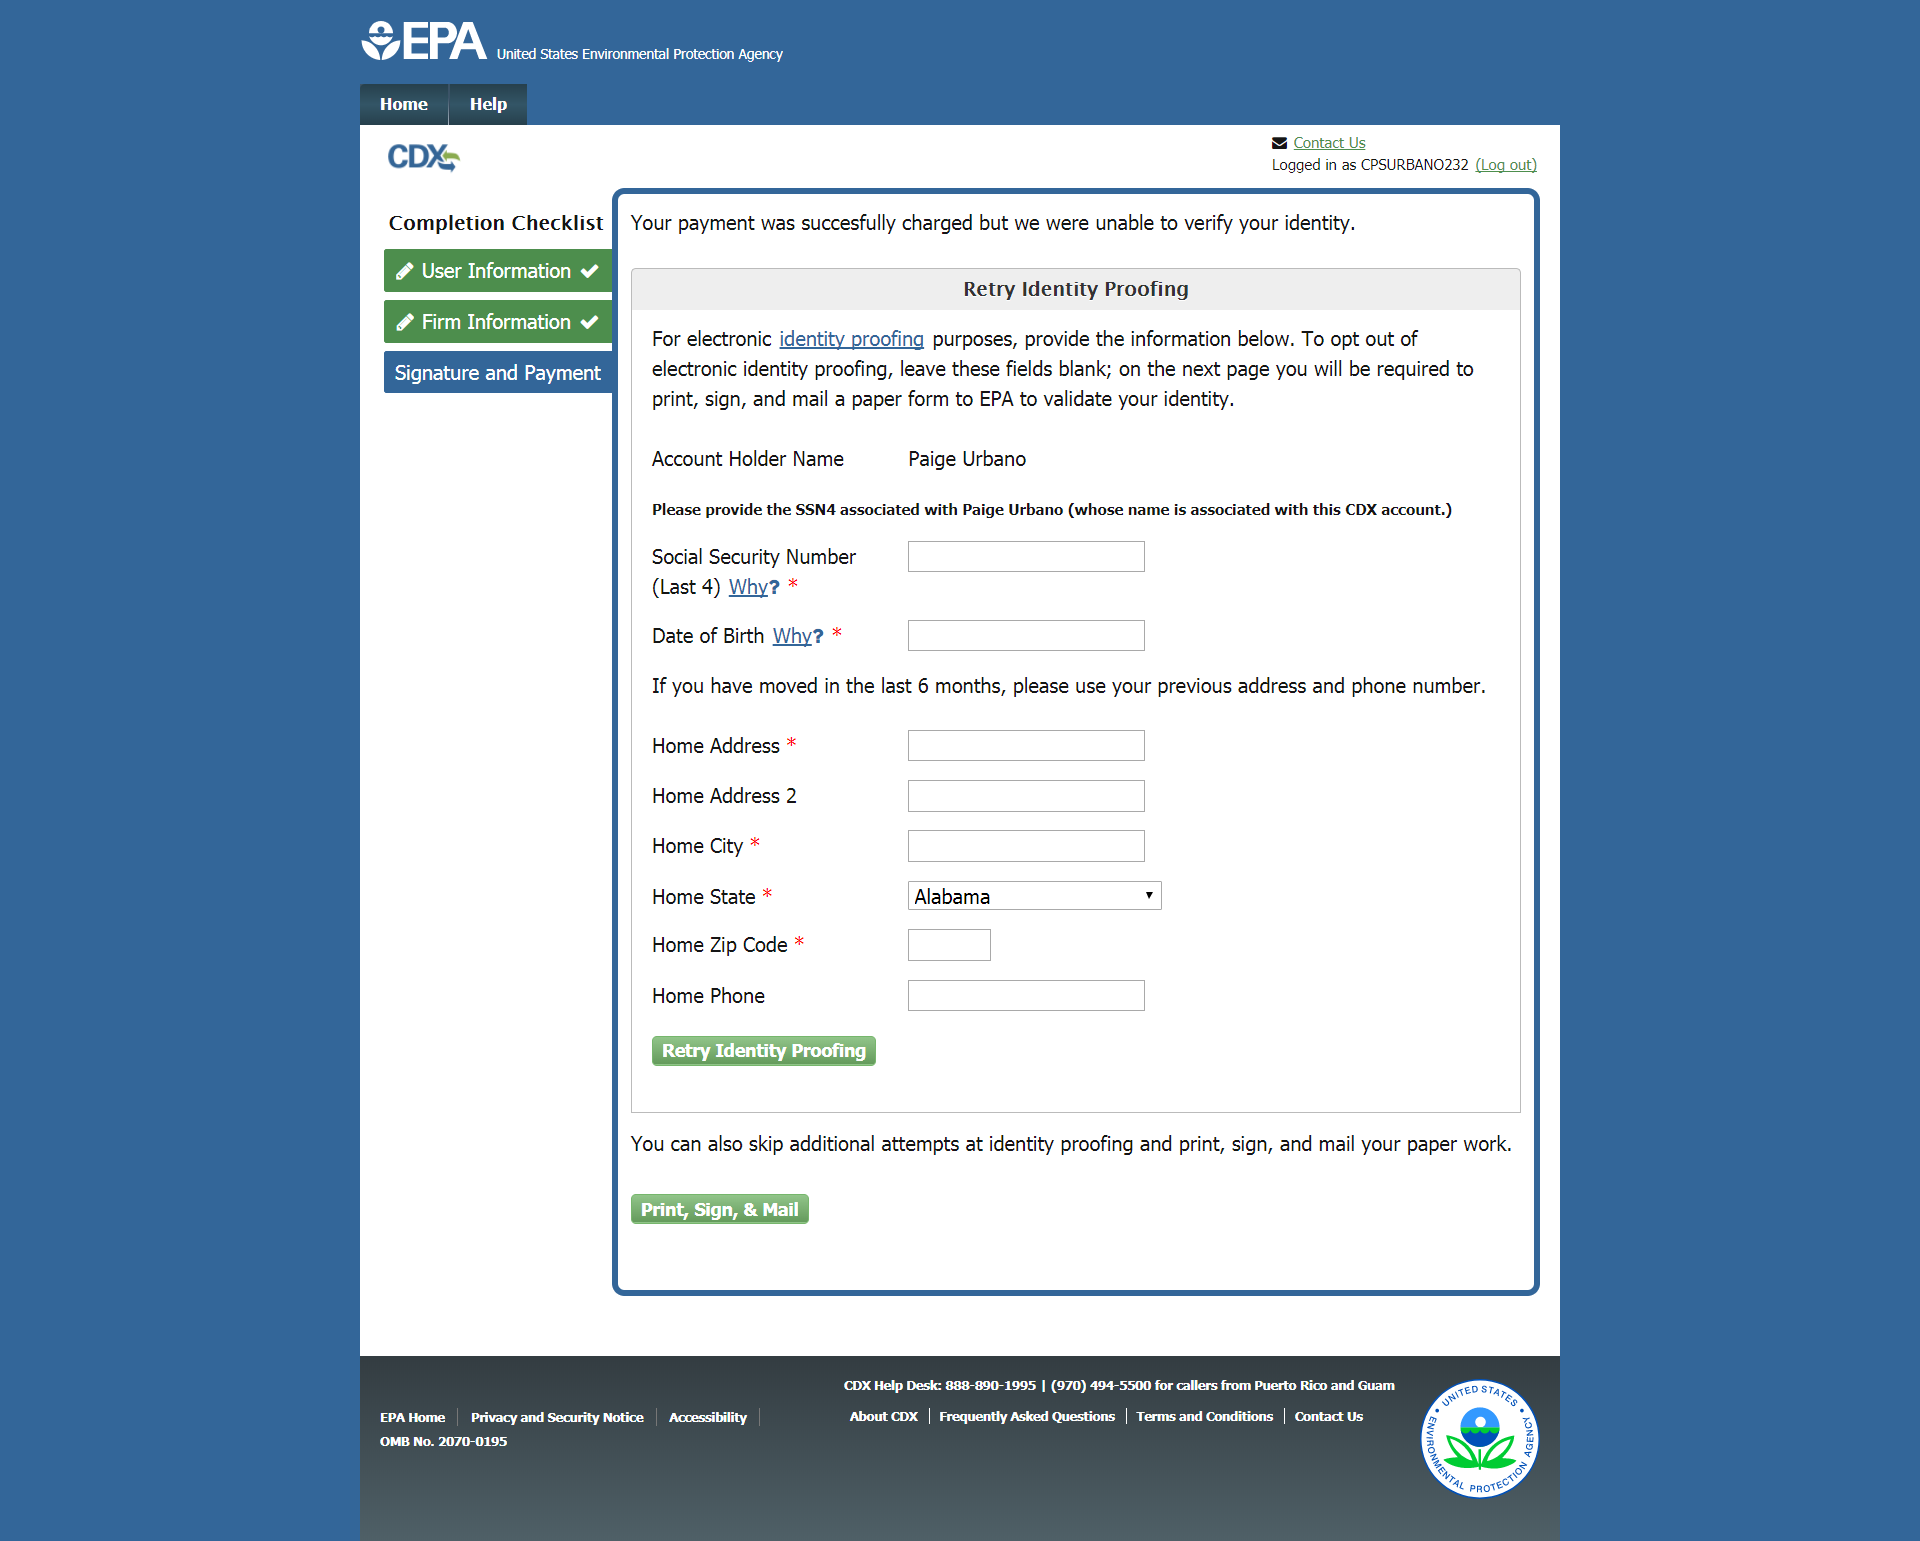 EPA United States Environmental Protection Agency
Home Help
CDX
Contact Us
Logged in as CPSURBANO232 (Log out)
Completion Checklist
User Information
Firm Information
Signature and Payment
Your payment was succesfully charged but we were unable to verify your identity.
Retry Identity Proofing
For electronic identity proofing purposes, provide the information below. To opt out of
electronic identity proofing, leave these fields blank; on the next page you will be required to
print, sign, and mail a paper form to EPA to validate your identity.
Account Holder Name Paige Urbano
Please provide the SSN4 associated with Paige Urbano (whose name is associated with this CDX account.)
Social Security Number
(Last 4) Why? *
Date of Birth Why? *
If you have moved in the last 6 months, please use your previous address and phone number.
Home Address *
Home Address 2
Home City *
Home State * Alabama
Home Zip Code *
Home Phone
Retry Identity Proofing
You can also skip additional attempts at identity proofing and print, sign, and mail your paper work.
Print, Sign, & Mail
CDX Help Desk: 888-890-1995 | (970) 494-5500 for callers from Puerto Rico and Guam
EPA Home Privacy and Security Notice Accessibility
About CDX Frequently Asked Questions Terms and Conditions Contact Us
OMB No. 2070-0195
UNITED STATES
ENVIRONMENTAL PROTECTION AGENCY